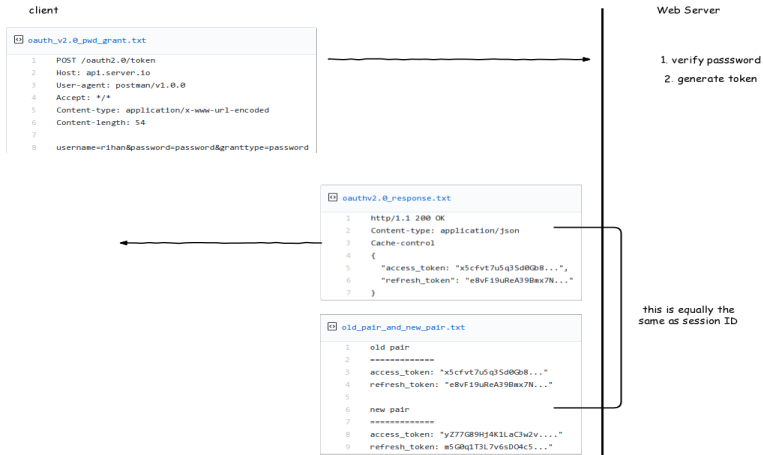 client
Web Server
oauth_v2.0_pwd_grant.txt
1 POST /oauth2.0/token
2 Host: api.server.io
3 User-agent: postman/v1.0.0
4 Accept: */*
5 Content-type: application/x-www-url-encoded
6 Content-length: 54
7
8 username=rihan&password=password&granttype=password
1. verify passsword
2. generate token
oauthv2.0_response.txt
1 http/1.1 200 OK
2 Content-type: application/json
3 Cache-control
4 {
5 "access_token: "x5cfvt7u5q3Sd0Gb8...",
6 "refresh_token": "e8vFi9uReA39Bmx7N..."
7 }
this is equally the
same as session ID
old_pair_and_new_pair.txt
1 old pair
2 =============
3 access_token: "x5cfvt7u5q3Sd0Gb8..."
4 refresh_token: "e8vFi9uReA39Bmx7N..."
5
6 new pair
7 =============
8 access_token: "yZ77GB9Hj4K1LaC3w2v...."
9 refresh_token: m5G0q1T3L7v6sDO4c5...